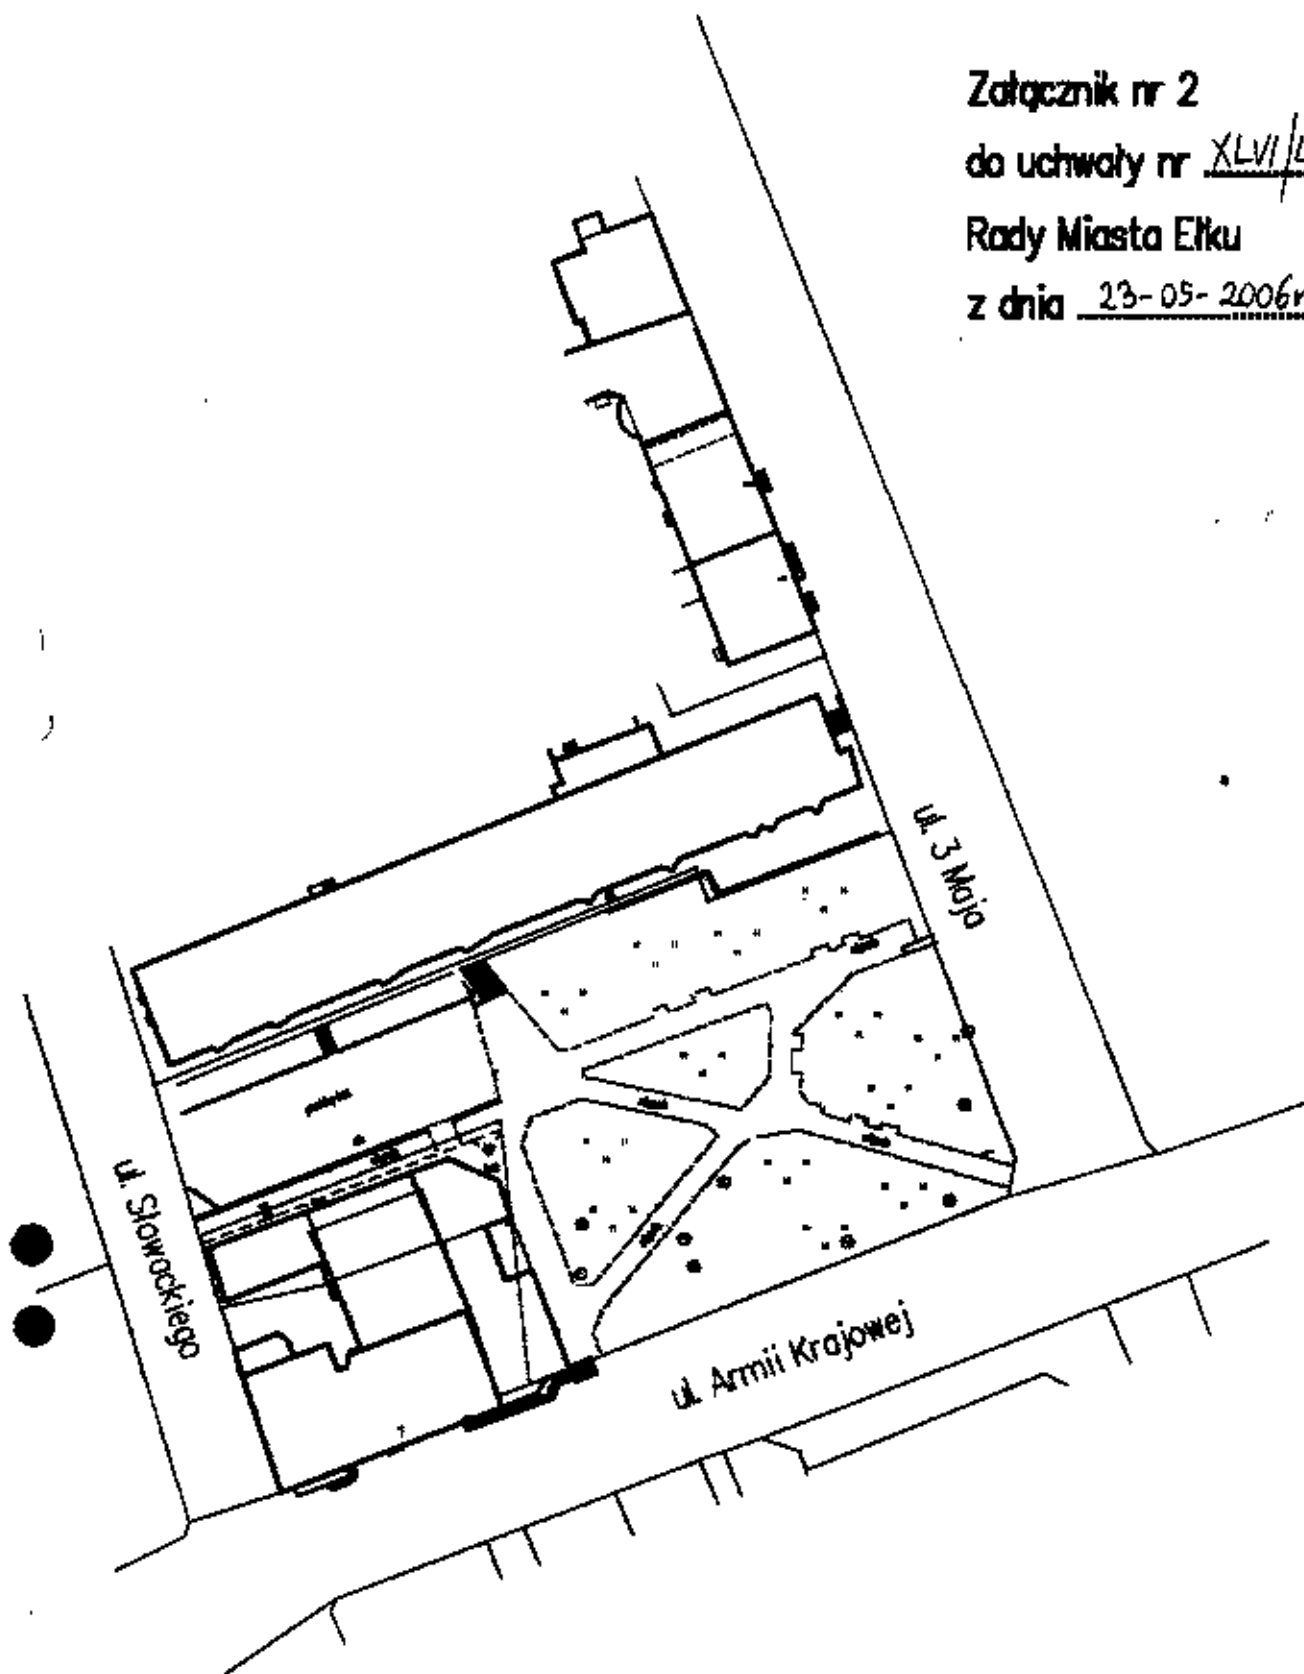 Załącznik nr 2
do uchwały nr XLVI/
Rady Miasta Ełku
z dnia 23-05-2006r
ul. 3 Maja
ul. Słowackiego
ul. Armii Krajowej